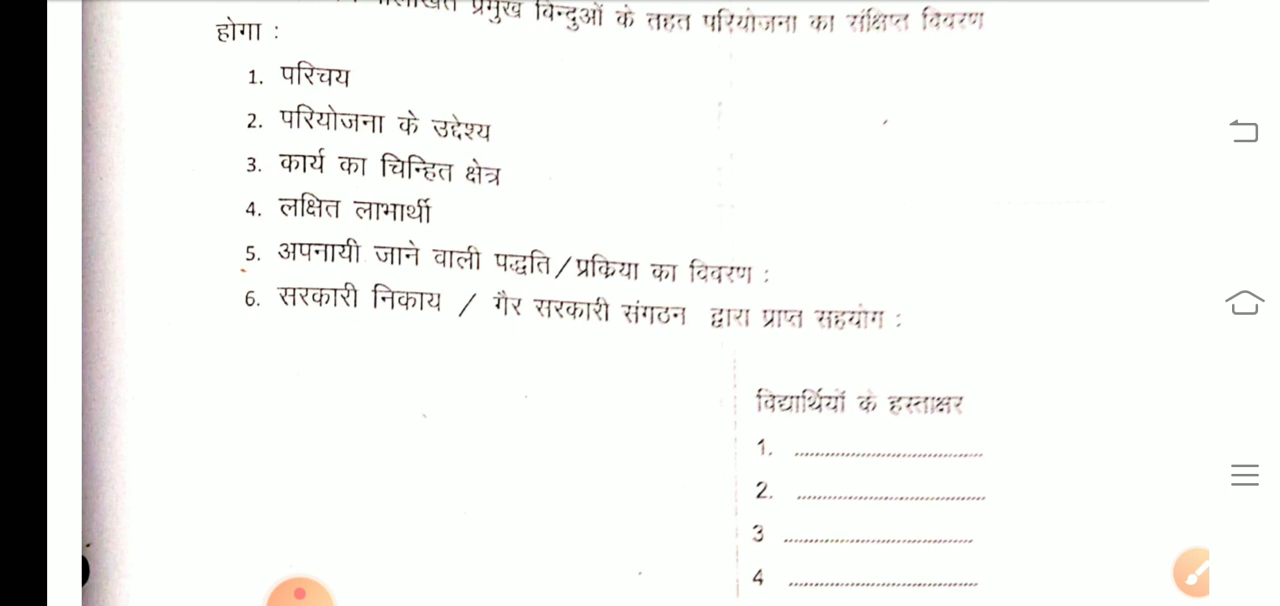 प्रमुख विन्दुओं के तहत परियोजना का संक्षिप्त विवरण
होगा :
1. परिचय
2. परियोजना के उद्देश्य
3. कार्य का चिन्हित क्षेत्र
4. लक्षित लाभार्थी
5. अपनायी जाने वाली पद्धति/प्रकिया का विवरण :
6. सरकारी निकाय / गैर सरकारी संगठन द्वारा प्राप्त सहयोग :
विद्यार्थियों के हस्ताक्षर
1. ....................................
2. ....................................
3 ....................................
4 ....................................